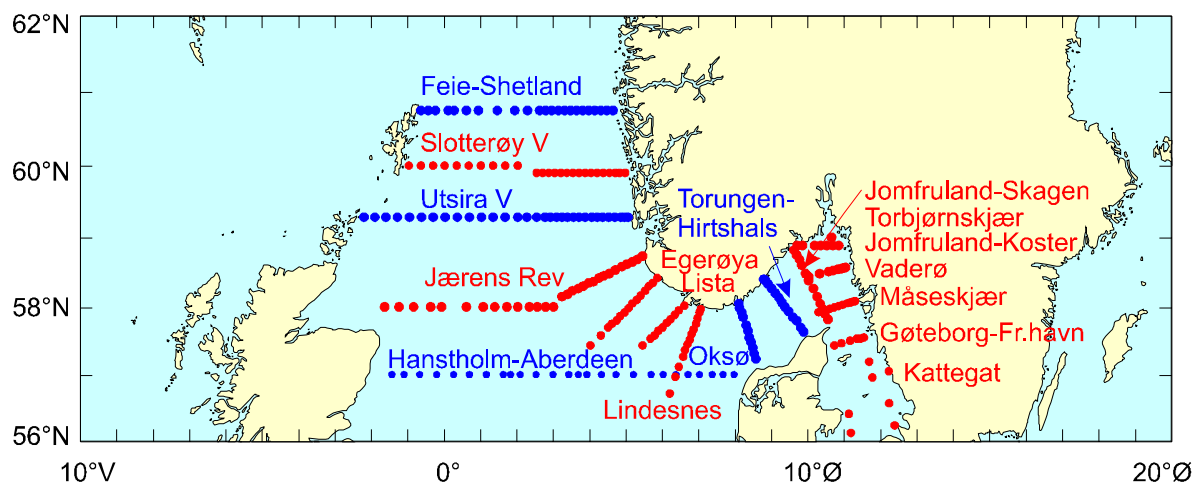 62°N
Feie-Shetland
Slotterøy V
60°N
Utsira V
Torungen-
Hirtshals
Jomfruland-Skagen
Torbjørnskjær
Jomfruland-Koster
Egerøya
Lista
Jærens Rev
Vaderø
Måseskjær
58°N
Gøteborg-Fr.havn
Hanstholm-Aberdeen
Oksø
Kattegat
Lindesnes
56°N
10°V
0°
10°Ø
20°Ø